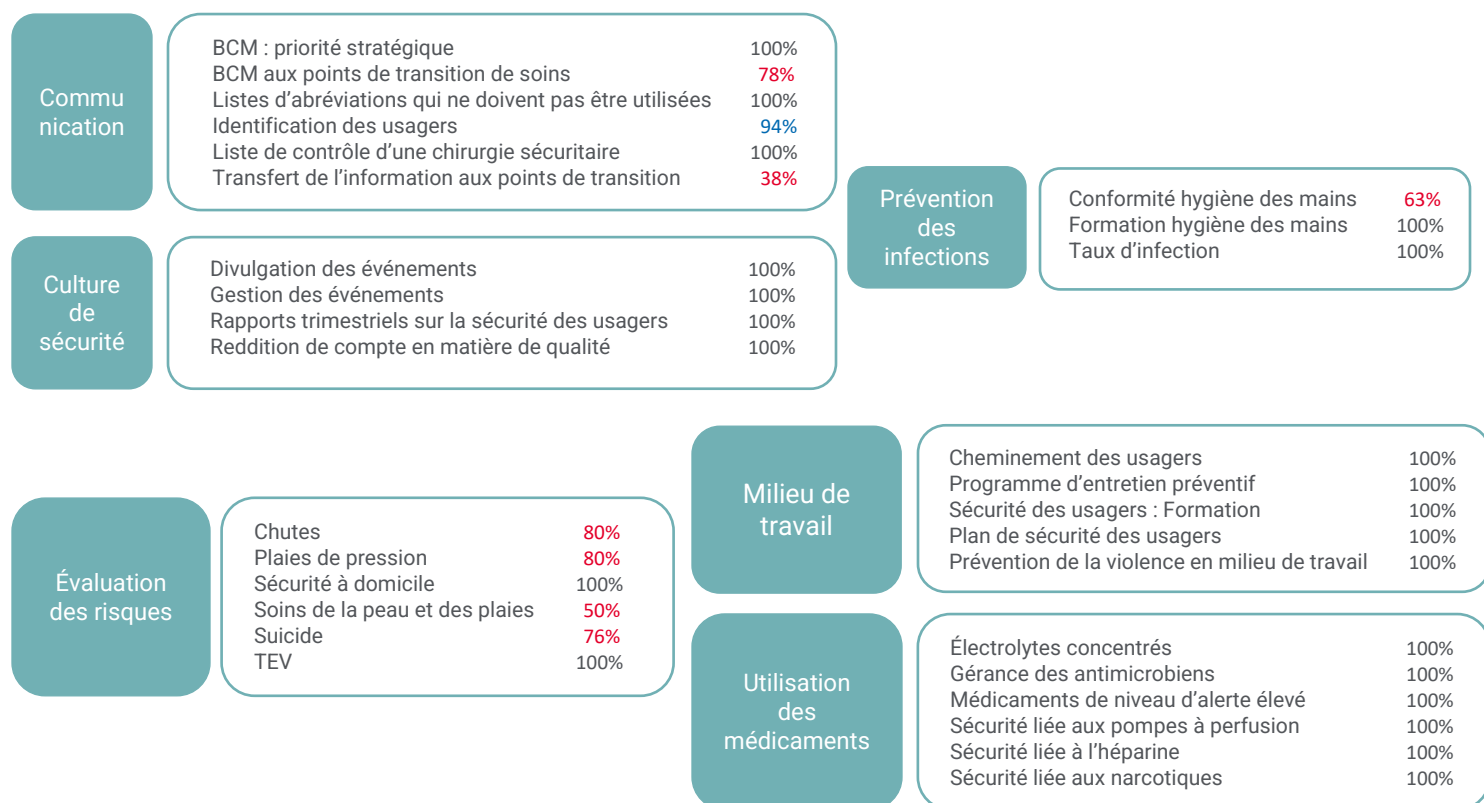 Commu
nication
BCM : priorité stratégique 100%
BCM aux points de transition de soins 78%
Listes d'abréviations qui ne doivent pas être utilisées 100%
Identification des usagers 94%
Liste de contrôle d'une chirurgie sécuritaire 100%
Transfert de l'information aux points de transition 38%
Prévention
des
infections
Conformité hygiène des mains 63%
Formation hygiène des mains 100%
Taux d'infection 100%
Culture
de
sécurité
Divulgation des événements 100%
Gestion des événements 100%
Rapports trimestriels sur la sécurité des usagers 100%
Reddition de compte en matière de qualité 100%
Milieu de
travail
Cheminement des usagers 100%
Programme d'entretien préventif 100%
Sécurité des usagers : Formation 100%
Plan de sécurité des usagers 100%
Prévention de la violence en milieu de travail 100%
Évaluation
des risques
Chutes 80%
Plaies de pression 80%
Sécurité à domicile 100%
Soins de la peau et des plaies 50%
Suicide 76%
TEV 100%
Utilisation
des
médicaments
Électrolytes concentrés 100%
Gérance des antimicrobiens 100%
Médicaments de niveau d'alerte élevé 100%
Sécurité liée aux pompes à perfusion 100%
Sécurité liée à l'héparine 100%
Sécurité liée aux narcotiques 100%